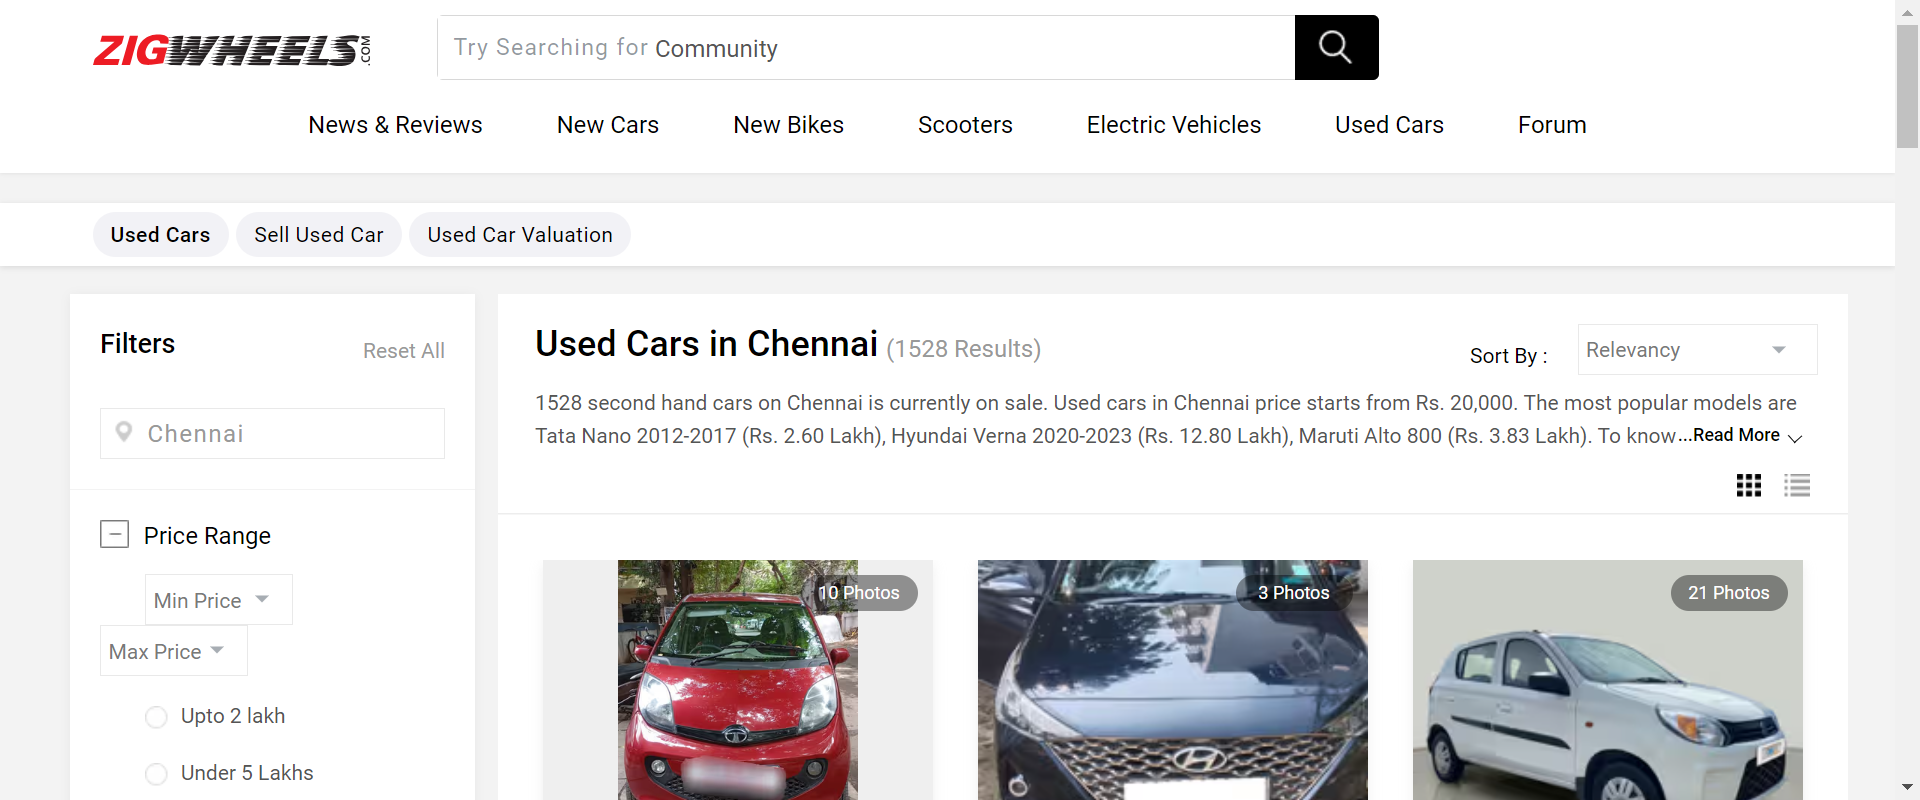 ZIGWHEELS.COM
Try Searching for Community
News & Reviews New Cars New Bikes Scooters Electric Vehicles Used Cars Forum
Used Cars Sell Used Car Used Car Valuation
Filters
Reset All
Chennai
Price Range
Min Price
Max Price
Upto 2 lakh
Under 5 Lakhs
Used Cars in Chennai (1528 Results)
Sort By : Relevancy
1528 second hand cars on Chennai is currently on sale. Used cars in Chennai price starts from Rs. 20,000. The most popular models are
Tata Nano 2012-2017 (Rs. 2.60 Lakh), Hyundai Verna 2020-2023 (Rs. 12.80 Lakh), Maruti Alto 800 (Rs. 3.83 Lakh). To know ...Read More
10 Photos
3 Photos
21 Photos